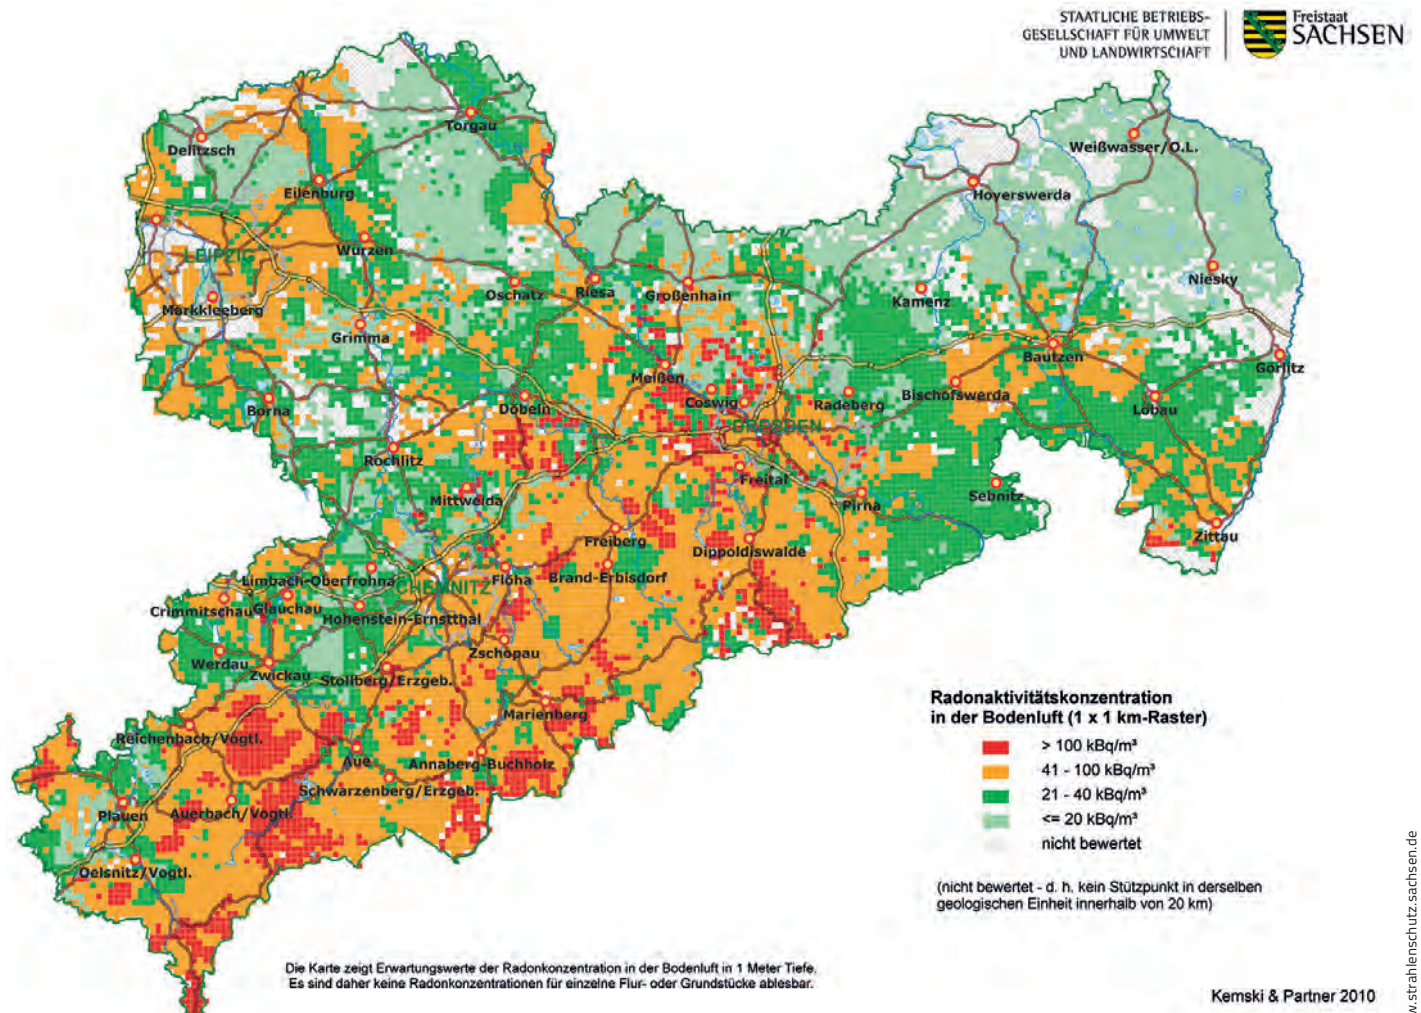 STAATLICHE BETRIEBS-
GESELLSCHAFT FÜR UMWELT
UND LANDWIRTSCHAFT
Freistaat
SACHSEN
Torgau
Delitzsch
Weißwasser/O.L.
Eilenburg
Hoyerswerda
Wurzen
LEIPZIG
Niesky
Oschatz
Riesa
Großenhain
Kamenz
Markkleeberg
Grimma
Bautzen
Görlitz
Meißen
Coswig
Radeberg
Bischofswerda
Löbau
Borna
Döbeln
DRESDEN
Rochlitz
Freital
Mittweida
Pirna
Sebnitz
Freiberg
Dippoldiswalde
Zittau
Limbach-Oberfrohna
CHEMNITZ
Flöha
Brand-Erbisdorf
Crimmitschau
Glauchau
Hohenstein-Ernstthal
Zschopau
Werdau
Zwickau
Stollberg/Erzgeb.
Marienberg
Reichenbach/Vogtl.
Aue
Annaberg-Buchholz
Schwarzenberg/Erzgeb.
Plauen
Auerbach/Vogtl.
Oelsnitz/Vogtl.
Radonaktivitätskonzentration
in der Bodenluft (1 x 1 km-Raster)
> 100 kBq/m³
41 - 100 kBq/m³
21 - 40 kBq/m³
<= 20 kBq/m³
nicht bewertet
(nicht bewertet - d. h. kein Stützpunkt in derselben
geologischen Einheit innerhalb von 20 km)
Die Karte zeigt Erwartungswerte der Radonkonzentration in der Bodenluft in 1 Meter Tiefe.
Es sind daher keine Radonkonzentrationen für einzelne Flur- oder Grundstücke ablesbar.
Kemski & Partner 2010
w.strahlenschutz.sachsen.de